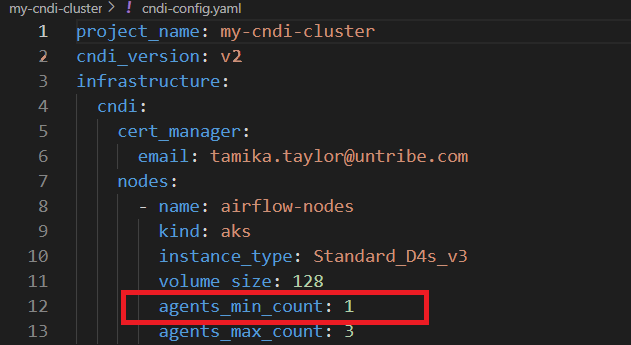 my-cndi-cluster > ! cndi-config.yaml
1 project_name: my-cndi-cluster
2 cndi_version: v2
3 infrastructure:
4 cndi:
5 cert_manager:
6 email: tamika.taylor@untribe.com
7 nodes:
8 - name: airflow-nodes
9 kind: aks
10 instance_type: Standard_D4s_v3
11 volume_size: 128
12 agents_min_count: 1
13 agents_max_count: 3